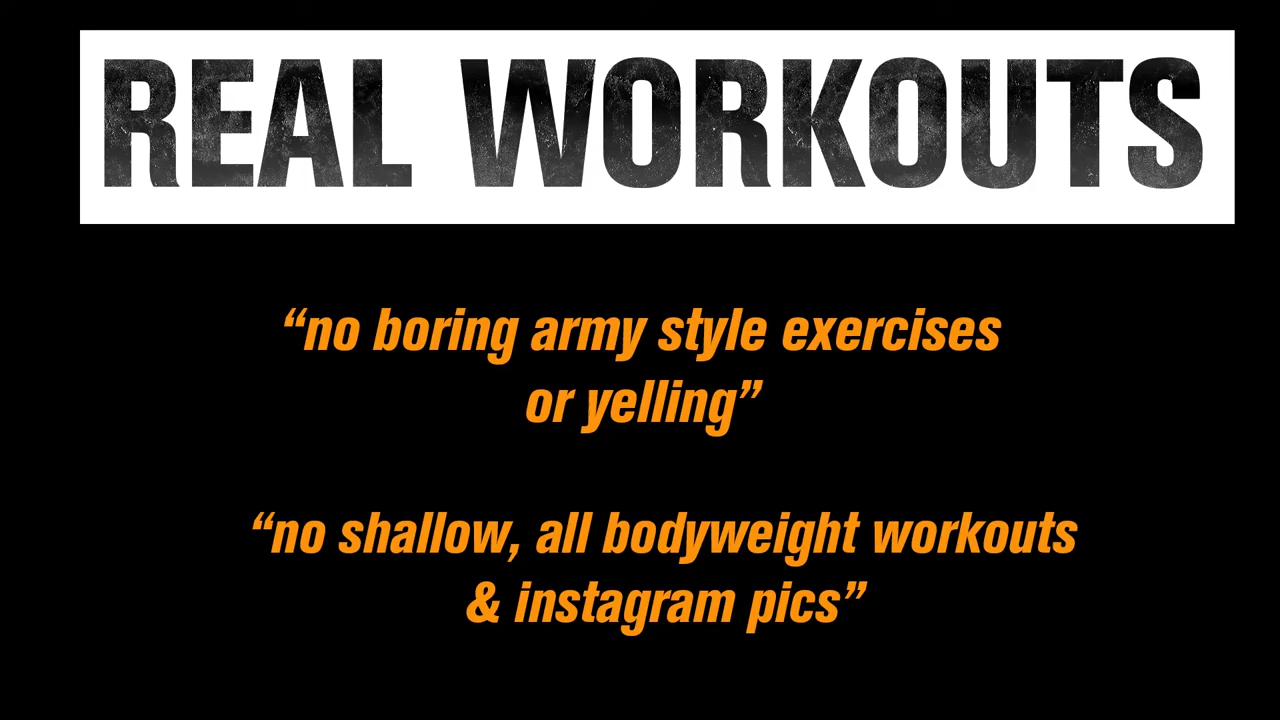 REAL WORKOUTS
“no boring army style exercises
or yelling”
“no shallow, all bodyweight workouts
& instagram pics”